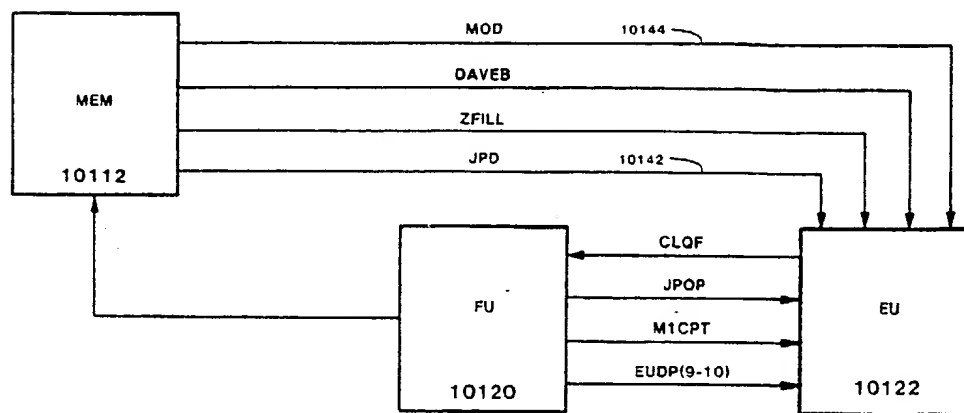 MOD
10144
DAVEB
MEM
ZFILL
JPD
10142
10112
CLQF
JPOP
FU
EU
M1CPT
EUDP(9-10)
10120
10122